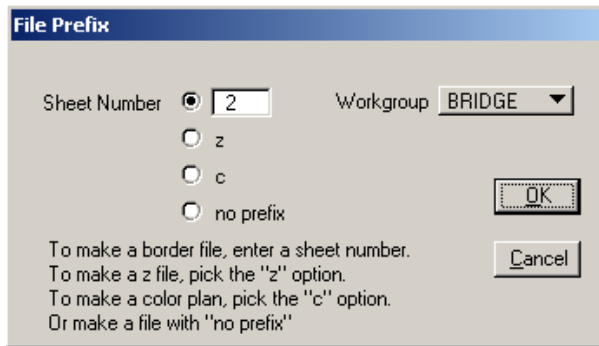 File Prefix
Sheet Number 2 Workgroup BRIDGE
z
c
no prefix
OK
To make a border file, enter a sheet number.
To make a z file, pick the "z" option.
Cancel
To make a color plan, pick the "c" option.
Or make a file with "no prefix"